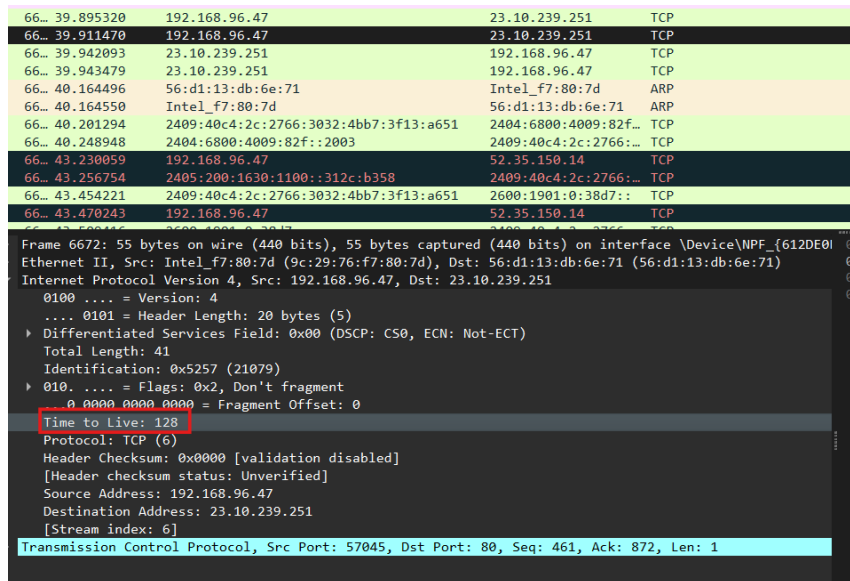 66… 39.895320 192.168.96.47 23.10.239.251 TCP
66… 39.911470 192.168.96.47 23.10.239.251 TCP
66… 39.942093 23.10.239.251 192.168.96.47 TCP
66… 39.943479 23.10.239.251 192.168.96.47 TCP
66… 40.164496 56:d1:13:db:6e:71 Intel_f7:80:7d ARP
66… 40.164550 Intel_f7:80:7d 56:d1:13:db:6e:71 ARP
66… 40.201294 2409:40c4:2c:2766:3032:4bb7:3f13:a651 2404:6800:4009:82f… TCP
66… 40.248948 2404:6800:4009:82f::2003 2409:40c4:2c:2766:… TCP
66… 43.230059 192.168.96.47 52.35.150.14 TCP
66… 43.256754 2405:200:1630:1100::312c:b358 2409:40c4:2c:2766:… TCP
66… 43.454221 2409:40c4:2c:2766:3032:4bb7:3f13:a651 2600:1901:0:38d7:: TCP
66… 43.470243 192.168.96.47 52.35.150.14 TCP
Frame 6672: 55 bytes on wire (440 bits), 55 bytes captured (440 bits) on interface \Device\NPF_{612DE0
Ethernet II, Src: Intel_f7:80:7d (9c:29:76:f7:80:7d), Dst: 56:d1:13:db:6e:71 (56:d1:13:db:6e:71)
Internet Protocol Version 4, Src: 192.168.96.47, Dst: 23.10.239.251
0100 .... = Version: 4
.... 0101 = Header Length: 20 bytes (5)
Differentiated Services Field: 0x00 (DSCP: CS0, ECN: Not-ECT)
Total Length: 41
Identification: 0x5257 (21079)
010. .... = Flags: 0x2, Don't fragment
...0 0000 0000 0000 = Fragment Offset: 0
Time to Live: 128
Protocol: TCP (6)
Header Checksum: 0x0000 [validation disabled]
[Header checksum status: Unverified]
Source Address: 192.168.96.47
Destination Address: 23.10.239.251
[Stream index: 6]
Transmission Control Protocol, Src Port: 57045, Dst Port: 80, Seq: 461, Ack: 872, Len: 1